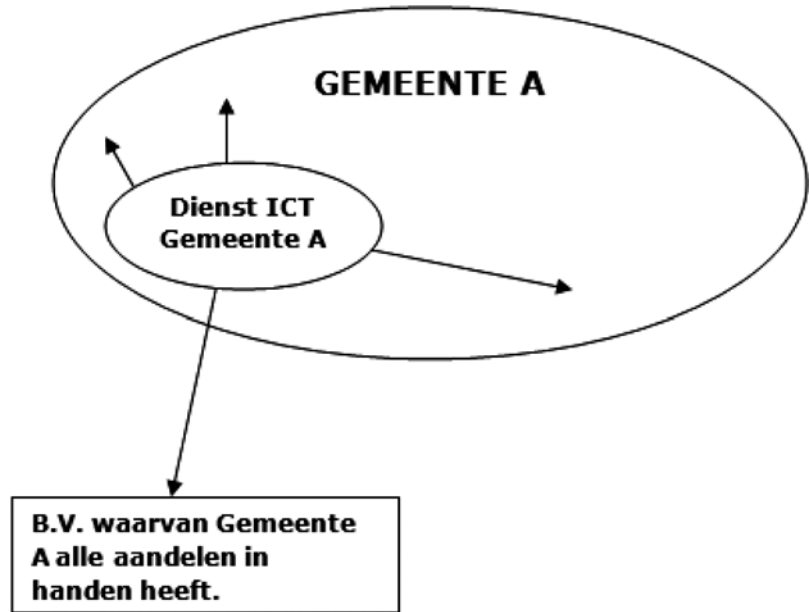 GEMEENTE A
Dienst ICT
Gemeente A
B.V. waarvan Gemeente
A alle aandelen in
handen heeft.